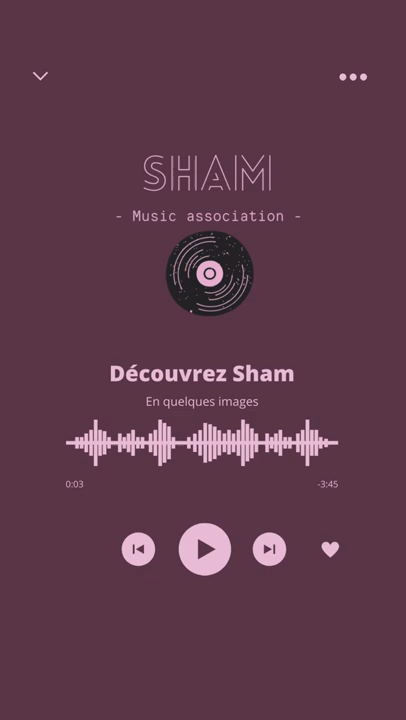 SHAM
- Music association -
Découvrez Sham
En quelques images
0:03 -3:45